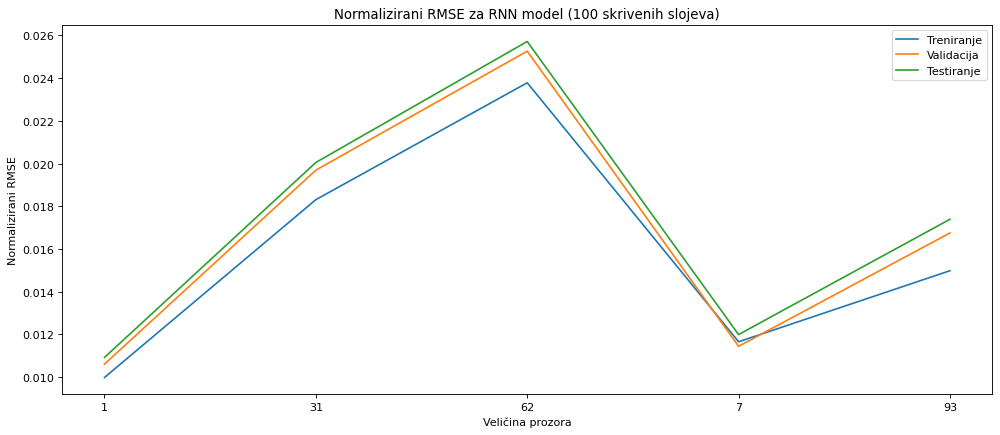 Normalizirani RMSE za RNN model (100 skrivenih slojeva)
Treniranje
Validacija
Testiranje
Normalizirani RMSE
0.026
0.024
0.022
0.020
0.018
0.016
0.014
0.012
0.010
1
31
62
7
93
Veličina prozora